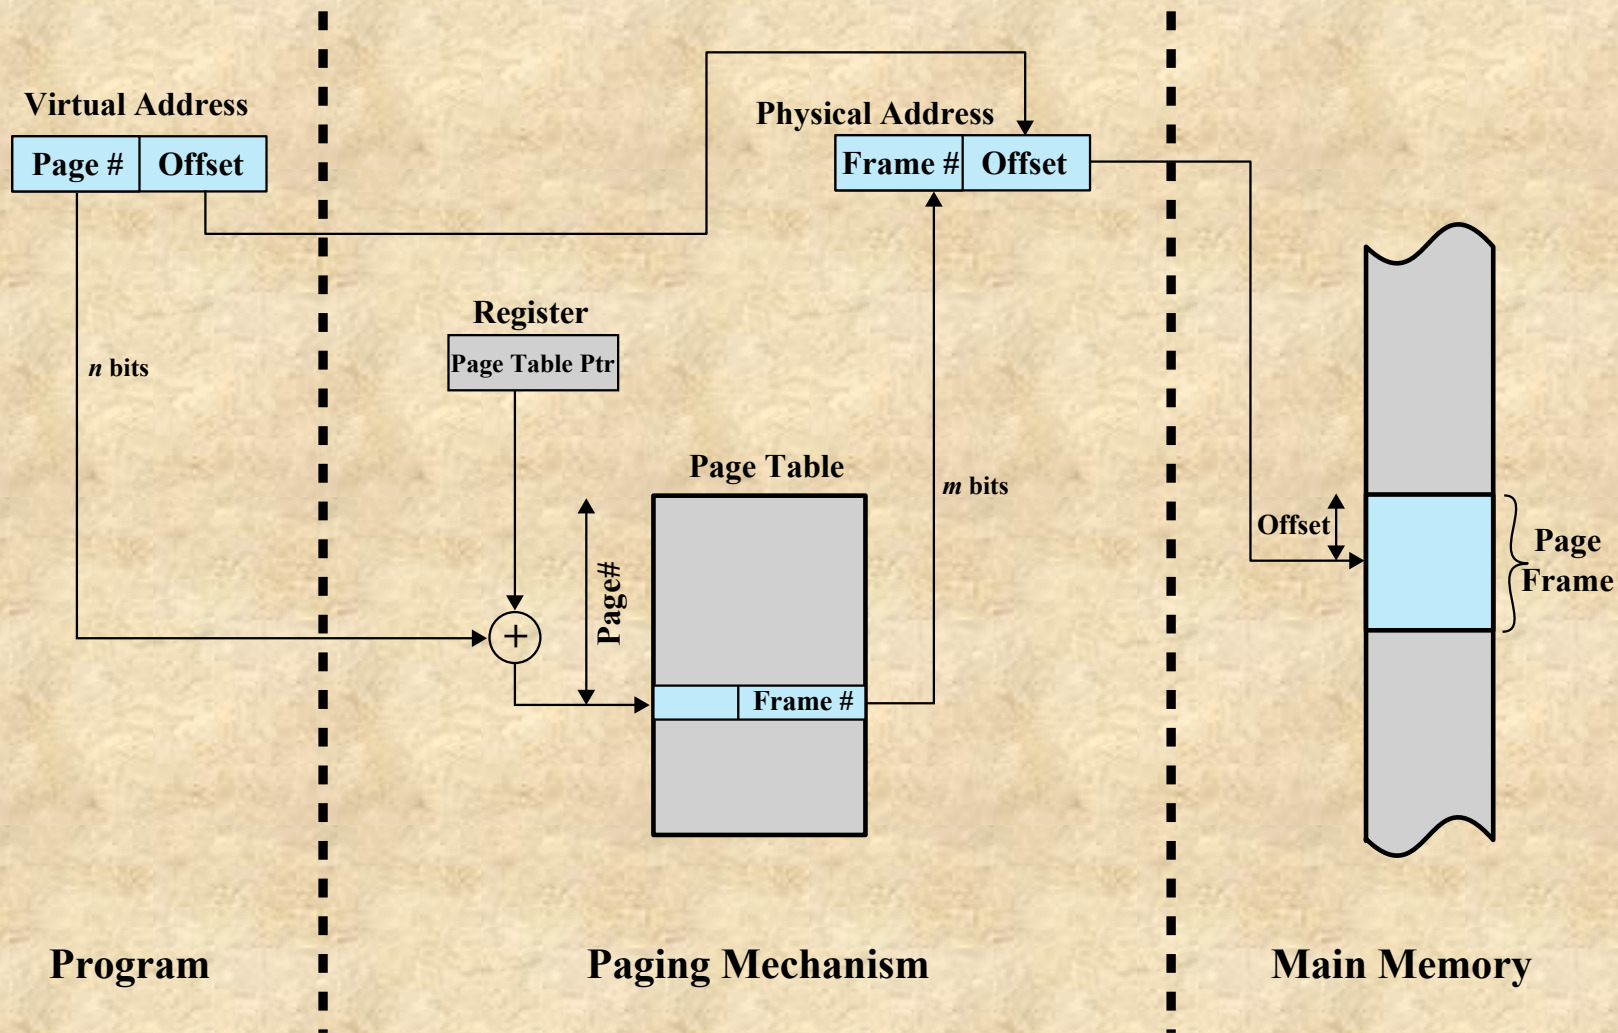 Virtual Address
Page # Offset
Physical Address
Frame # Offset
n bits
Register
Page Table Ptr
Page Table
m bits
Page#
+
Frame #
Offset
Page
Frame
Program
Paging Mechanism
Main Memory